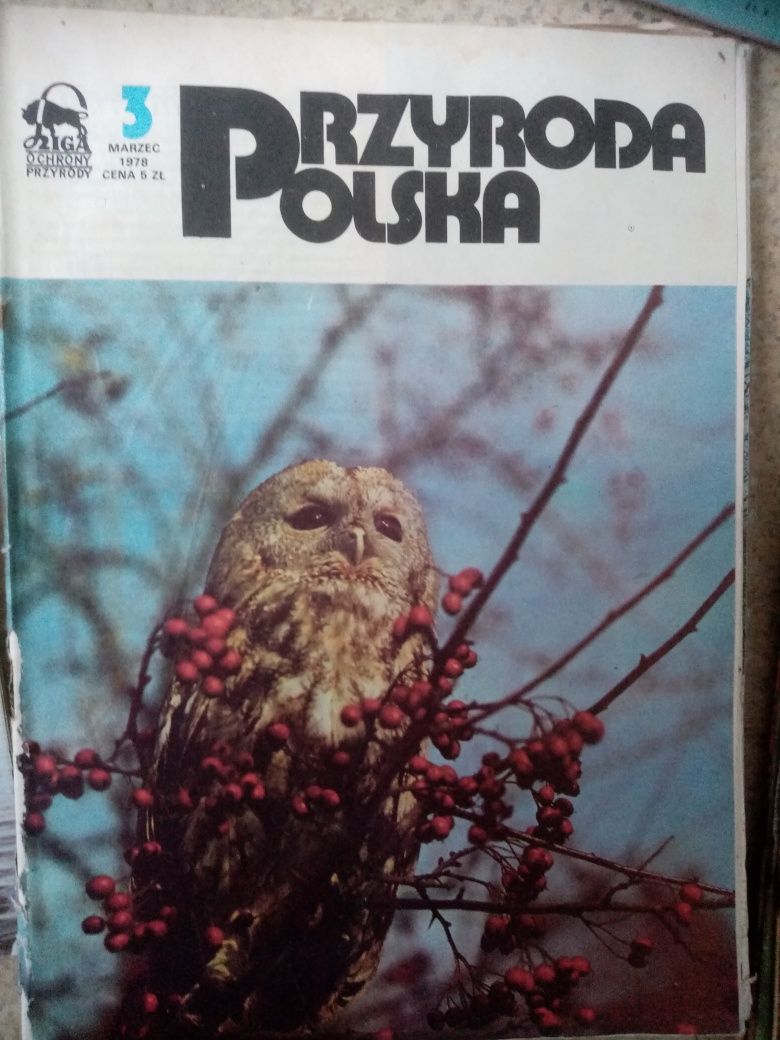 LIGA
OCHRONY
PRZYRODY
3
MARZEC
1978
CENA 5 ZŁ
PRZYRODA
POLSKA